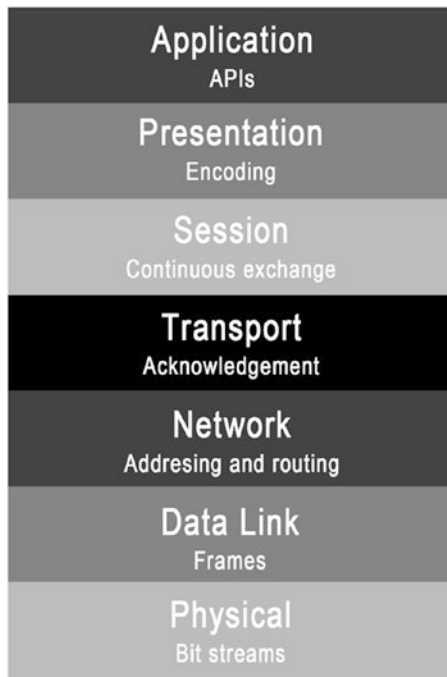 Application
APIs
Presentation
Encoding
Session
Continuous exchange
Transport
Acknowledgement
Network
Addresing and routing
Data Link
Frames
Physical
Bit streams